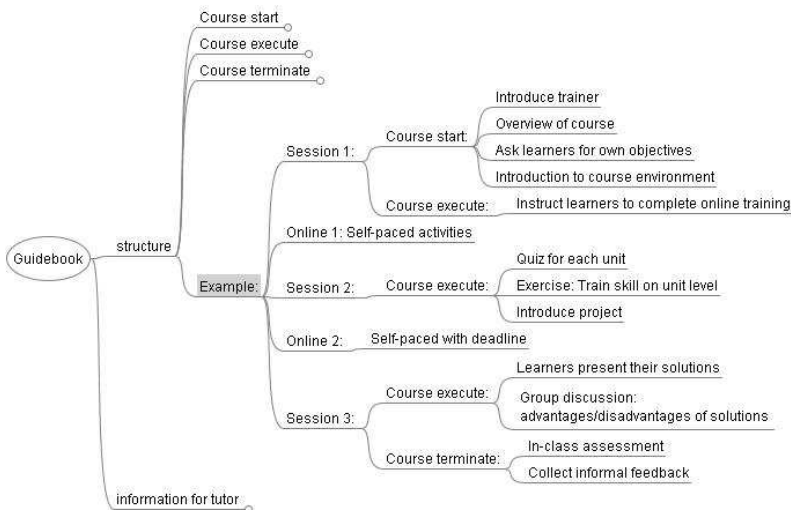 Course start
Course execute
Course terminate
Introduce trainer
Overview of course
Course start:
Ask learners for own objectives
Session 1:
Introduction to course environment
Course execute:
Instruct learners to complete online training
Online 1: Self-paced activities
structure
Guidebook
Quiz for each unit
Example:
Session 2:
Course execute:
Exercise: Train skill on unit level
Introduce project
Online 2:
Self-paced with deadline
Learners present their solutions
Course execute:
Group discussion:
advantages/disadvantages of solutions
Session 3:
In-class assessment
Course terminate:
Collect informal feedback
information for tutor